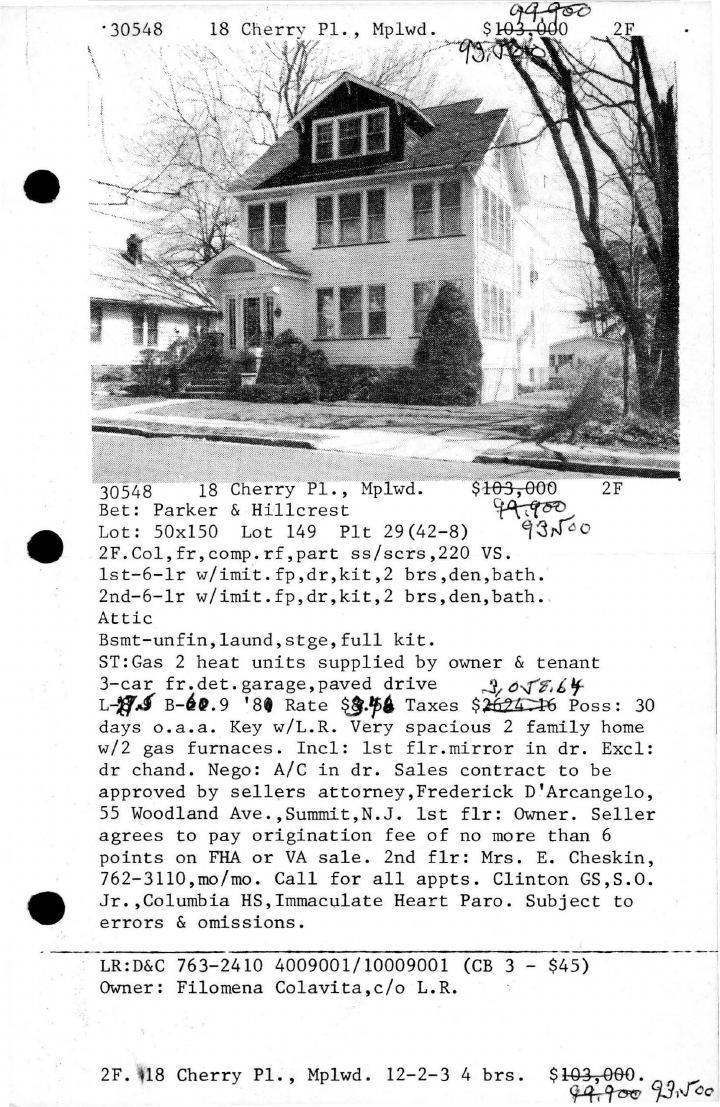 99,900
·30548 18 Cherry Pl., Mplwd. $103,000 2F
93,500
30548 18 Cherry Pl., Mplwd. $103,000 2F
Bet: Parker & Hillcrest 99,900
Lot: 50x150 Lot 149 Plt 29(42-8) 93,500
2F.Col,fr,comp.rf,part ss/scrs,220 VS.
1st-6-lr w/imit.fp,dr,kit,2 brs,den,bath.
2nd-6-lr w/imit.fp,dr,kit,2 brs,den,bath.
Attic
Bsmt-unfin,laund,stge,full kit.
ST:Gas 2 heat units supplied by owner & tenant
3-car fr.det.garage,paved drive 3,058.64
B- '80 Rate Taxes $2624.16 Poss: 30
days o.a.a. Key w/L.R. Very spacious 2 family home
w/2 gas furnaces. Incl: 1st flr.mirror in dr. Excl:
dr chand. Nego: A/C in dr. Sales contract to be
approved by sellers attorney,Frederick D'Arcangelo,
55 Woodland Ave.,Summit,N.J. 1st flr: Owner. Seller
agrees to pay origination fee of no more than 6
points on FHA or VA sale. 2nd flr: Mrs. E. Cheskin,
762-3110,mo/mo. Call for all appts. Clinton GS,S.O.
Jr.,Columbia HS,Immaculate Heart Paro. Subject to
errors & omissions.
LR:D&C 763-2410 4009001/10009001 (CB 3 - $45)
Owner: Filomena Colavita,c/o L.R.
2F. 18 Cherry Pl., Mplwd. 12-2-3 4 brs. $103,000.
99,900 93,500